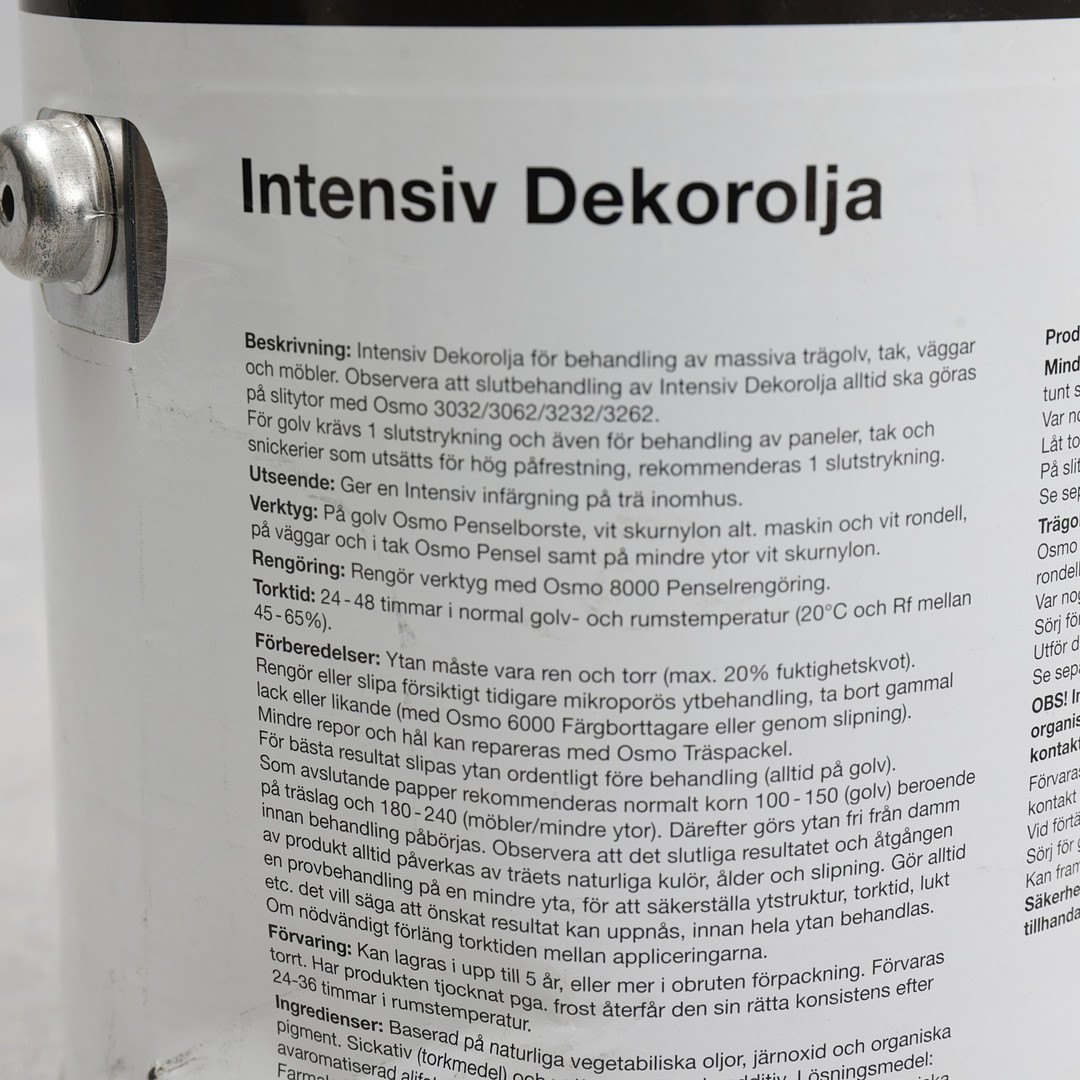 Intensiv Dekorolja
Beskrivning: Intensiv Dekorolja för behandling av massiva trägolv, tak, väggar
och möbler. Observera att slutbehandling av Intensiv Dekorolja alltid ska göras
på slitytor med Osmo 3032/3062/3232/3262.
För golv krävs 1 slutstrykning och även för behandling av paneler, tak och
snickerier som utsätts för hög påfrestning, rekommenderas 1 slutstrykning.
Utseende: Ger en Intensiv infärgning på trä inomhus.
Verktyg: På golv Osmo Penselborste, vit skurnylon alt. maskin och vit rondell,
på väggar och i tak Osmo Pensel samt på mindre ytor vit skurnylon.
Rengöring: Rengör verktyg med Osmo 8000 Penselrengöring.
Torktid: 24-48 timmar i normal golv- och rumstemperatur (20°C och Rf mellan
45-65%).
Förberedelser: Ytan måste vara ren och torr (max. 20% fuktighetskvot).
Rengör eller slipa försiktigt tidigare mikroporös ytbehandling, ta bort gammal
lack eller likande (med Osmo 6000 Färgborttagare eller genom slipning).
Mindre repor och hål kan repareras med Osmo Träspackel.
För bästa resultat slipas ytan ordentligt före behandling (alltid på golv).
Som avslutande papper rekommenderas normalt korn 100-150 (golv) beroende
på träslag och 180-240 (möbler/mindre ytor). Därefter görs ytan fri från damm
innan behandling påbörjas. Observera att det slutliga resultatet och åtgången
av produkt alltid påverkas av träets naturliga kulör, ålder och slipning. Gör alltid
en provbehandling på en mindre yta, för att säkerställa ytstruktur, torktid, lukt
etc. det vill säga att önskat resultat kan uppnås, innan hela ytan behandlas.
Om nödvändigt förläng torktiden mellan appliceringarna.
Förvaring: Kan lagras i upp till 5 år, eller mer i obruten förpackning. Förvaras
torrt. Har produkten tjocknat pga. frost återfår den sin rätta konsistens efter
24-36 timmar i rumstemperatur.
Ingredienser: Baserad på naturliga vegetabiliska oljor, järnoxid och organiska
pigment. Sickativ (torkmedel) och Lösningsmedel:
avaromatiserad
Prod
Mind
tunt s
Var no
Låt to
På slit
Se sep
Trägol
Osmo
rondell
Var nog
Sörj för
Utför d
Se sepa
OBS! In
organis
kontakt
Förvaras
kontakt
Vid förtä
Sörj för g
Kan fram
Säkerhe
tillhanda